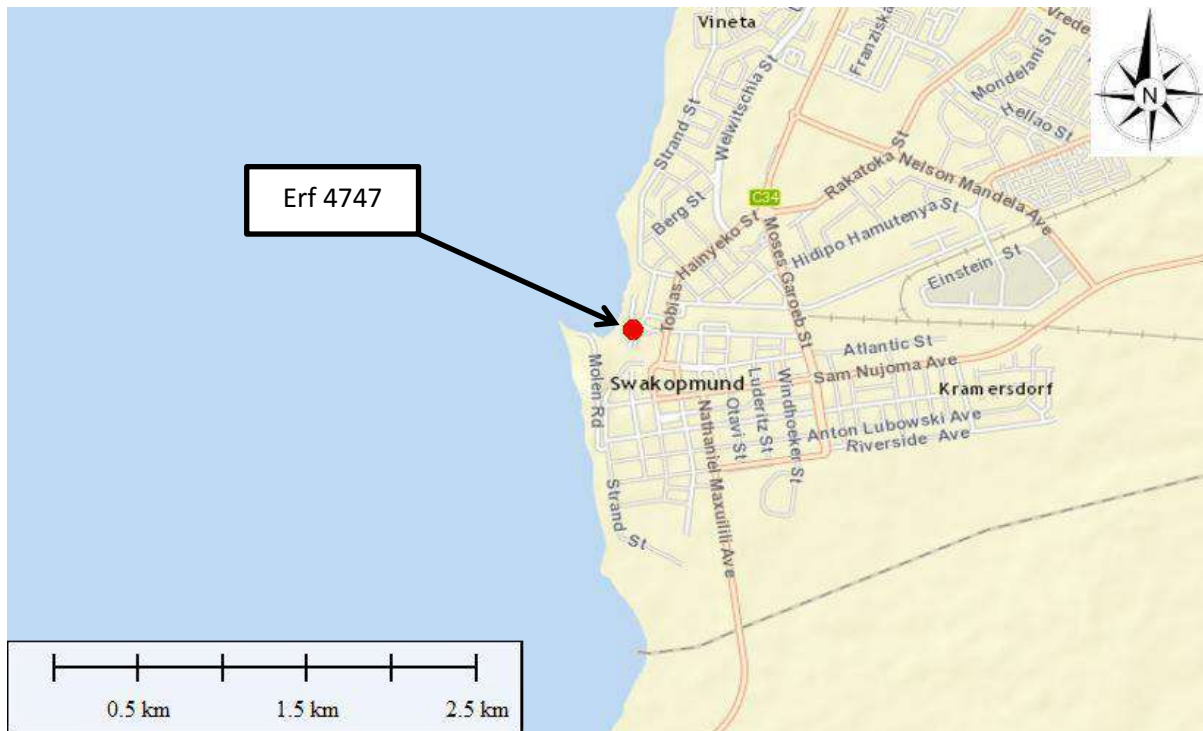 Vineta
Vrede
Franziska
Mondelani St
Hellao St
N
Strand St
Welwitschia St
Erf 4747
Rakatoka St
Nelson Mandela Ave
C34
Berg St
Tobias Hainyeko St
Moses Garoeb St
Hidipo Hamutenya St
Einstein St
Atlantic St
Molen Rd
Swakopmund
Sam Nujoma Ave
Kramersdorf
Luderitz St
Windhoeker St
Otavi St
Nathaniel Maxuilili Ave
Anton Lubowski Ave
Riverside Ave
Strand St
0.5 km
1.5 km
2.5 km